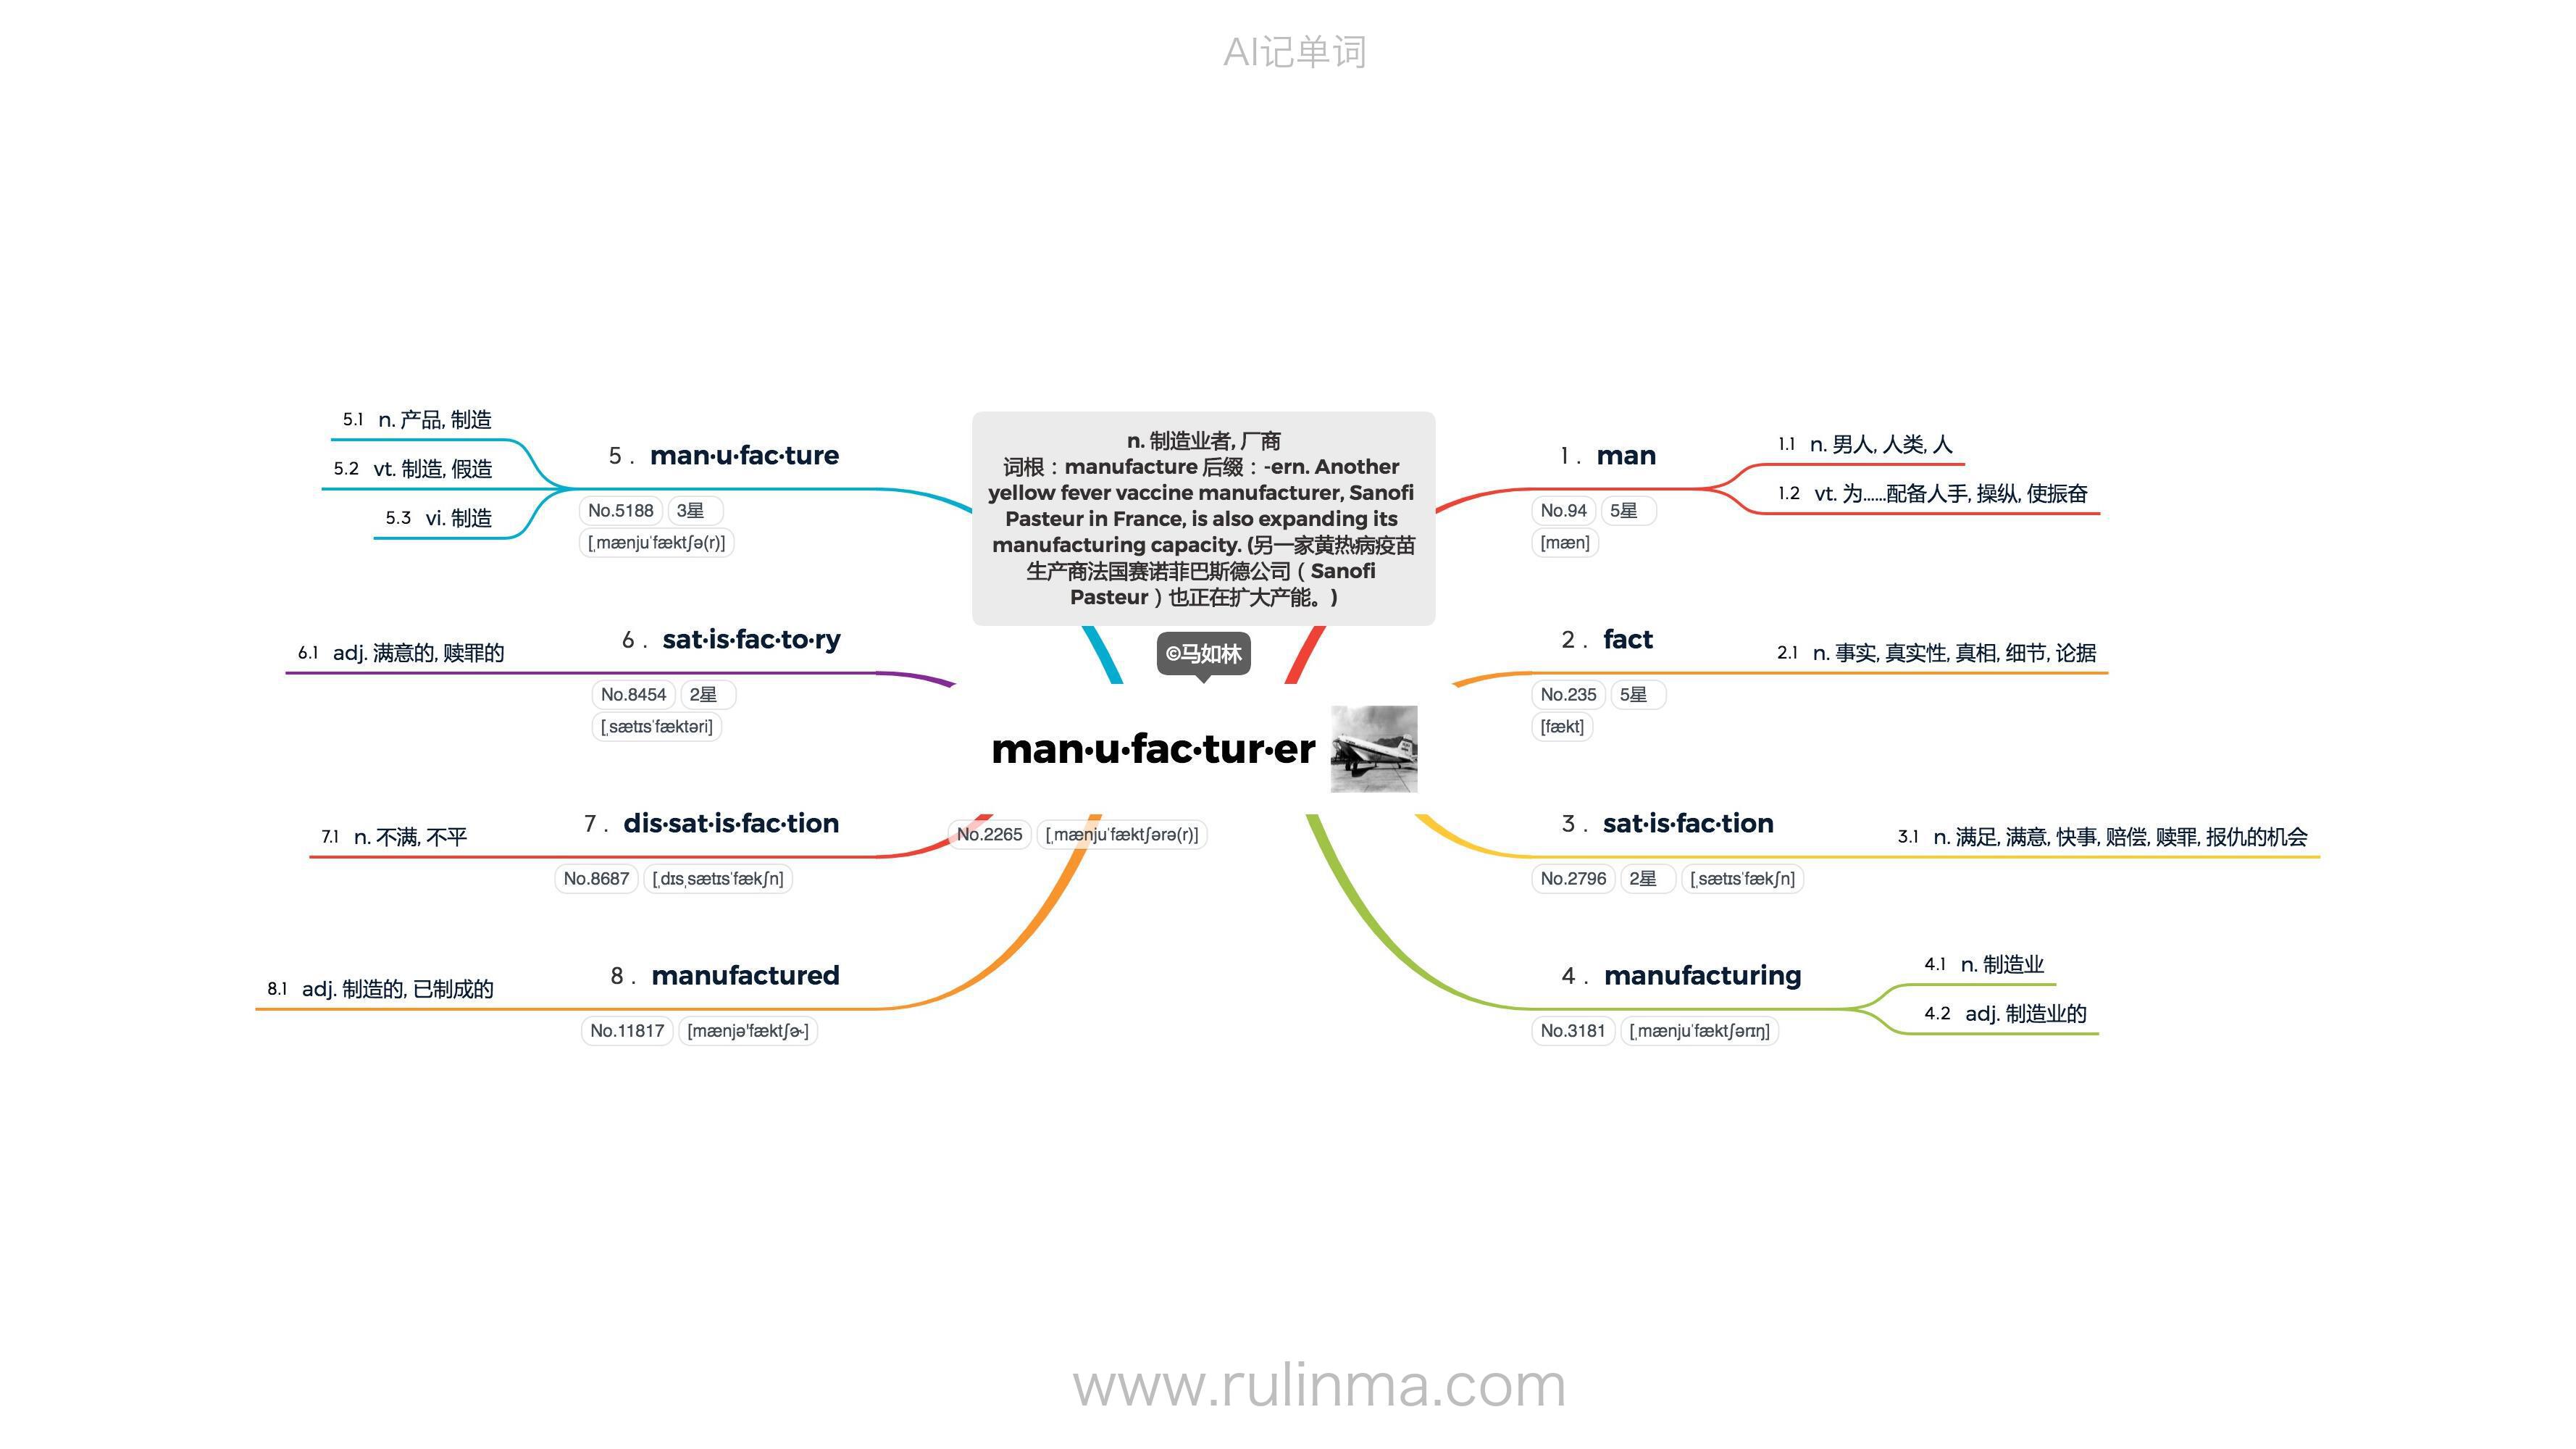 AI记单词
n. 制造业者, 厂商
词根：manufacture 后缀：-ern. Another
yellow fever vaccine manufacturer, Sanofi
Pasteur in France, is also expanding its
manufacturing capacity. (另一家黄热病疫苗
生产商法国赛诺菲巴斯德公司（Sanofi
Pasteur）也正在扩大产能。)
©马如林
man·u·fac·tur·er
No.2265 [ˌmænjuˈfæktʃərə(r)]
1. man
No.94 5星
[mæn]
1.1 n. 男人, 人类, 人
1.2 vt. 为……配备人手, 操纵, 使振奋
2. fact
No.235 5星
[fækt]
2.1 n. 事实, 真实性, 真相, 细节, 论据
3. sat·is·fac·tion
No.2796 2星 [ˌsætɪsˈfækʃn]
3.1 n. 满足, 满意, 快事, 赔偿, 赎罪, 报仇的机会
4. manufacturing
No.3181 [ˌmænjuˈfæktʃərɪŋ]
4.1 n. 制造业
4.2 adj. 制造业的
5. man·u·fac·ture
No.5188 3星
[ˌmænjuˈfæktʃə(r)]
5.1 n. 产品, 制造
5.2 vt. 制造, 假造
5.3 vi. 制造
6. sat·is·fac·to·ry
No.8454 2星
[ˌsætɪsˈfæktəri]
6.1 adj. 满意的, 赎罪的
7. dis·sat·is·fac·tion
No.8687 [ˌdɪsˌsætɪsˈfækʃn]
7.1 n. 不满, 不平
8. manufactured
No.11817 [mænjə'fæktʃɚ]
8.1 adj. 制造的, 已制成的
www.rulinma.com